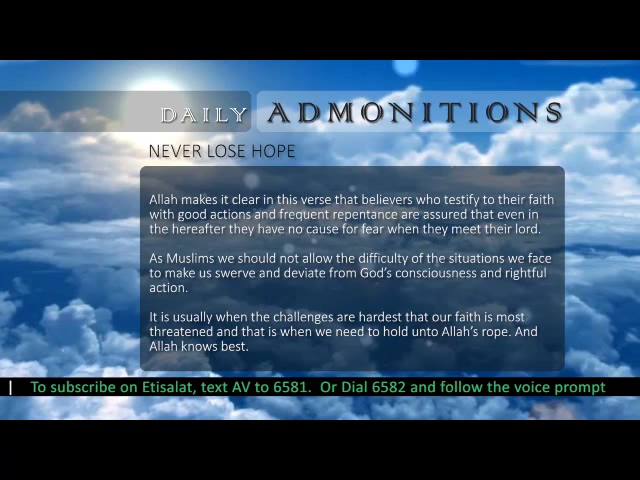 DAILY ADMONITIONS
NEVER LOSE HOPE
Allah makes it clear in this verse that believers who testify to their faith
with good actions and frequent repentance are assured that even in
the hereafter they have no cause for fear when they meet their lord.
As Muslims we should not allow the difficulty of the situations we face
to make us swerve and deviate from God's consciousness and rightful
action.
It is usually when the challenges are hardest that our faith is most
threatened and that is when we need to hold unto Allah's rope. And
Allah knows best.
To subscribe on Etisalat, text AV to 6581. Or Dial 6582 and follow the voice prompt